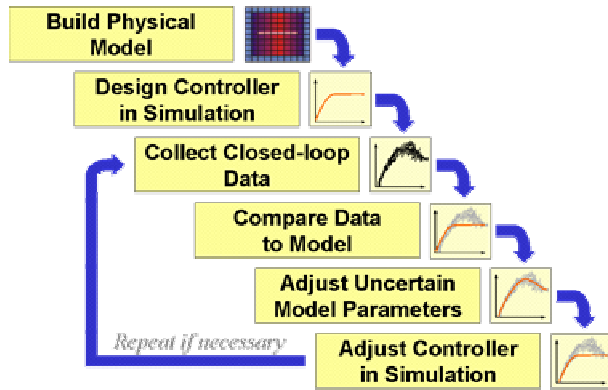 Build Physical
Model
Design Controller
in Simulation
Collect Closed-loop
Data
Compare Data
to Model
Adjust Uncertain
Model Parameters
Repeat if necessary
Adjust Controller
in Simulation